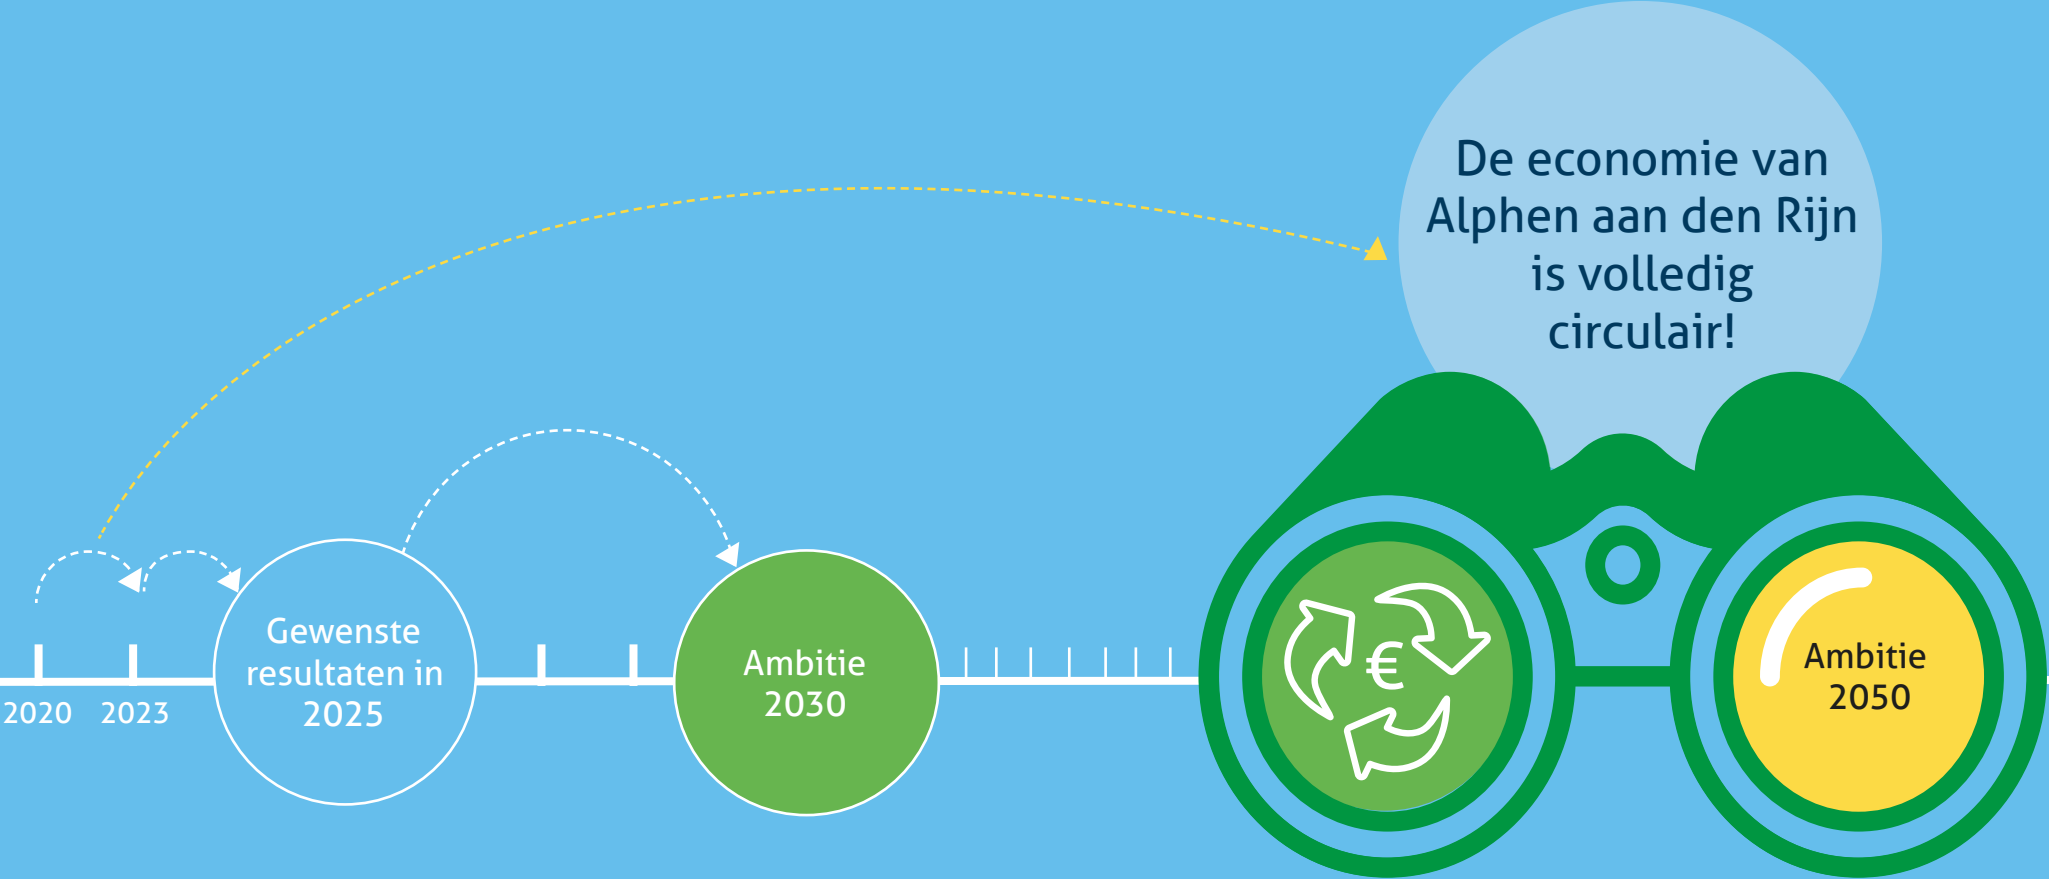 De economie van
Alphen aan den Rijn
is volledig
circulair!
2020
2023
Gewenste
resultaten in
2025
Ambitie
2030
€
Ambitie
2050